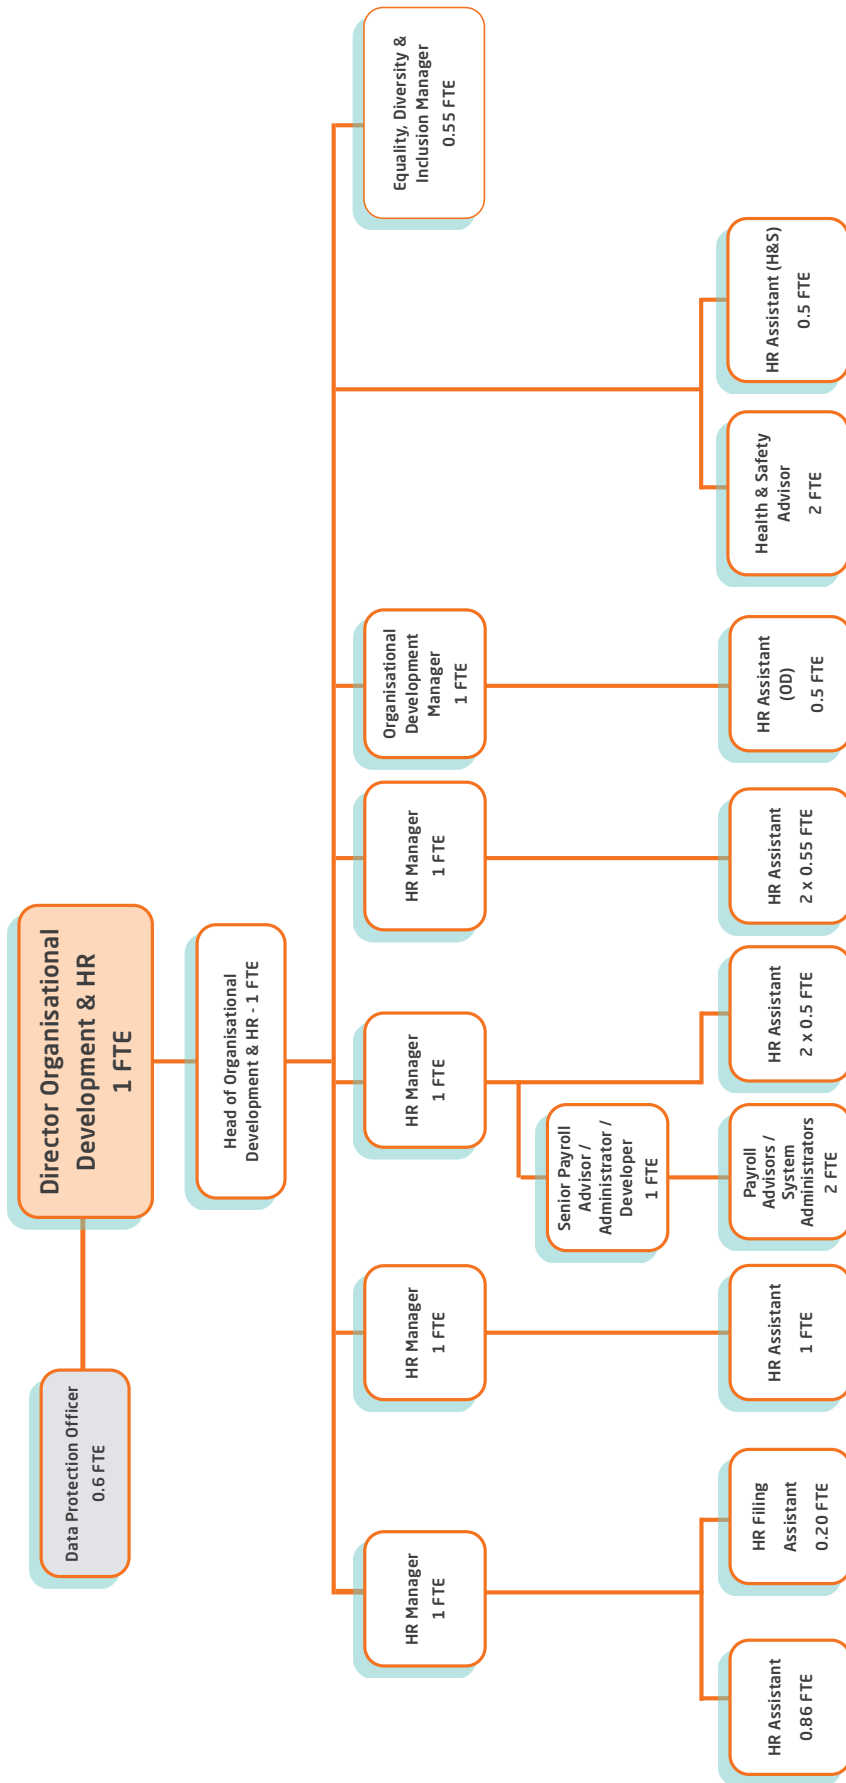 Director Organisational
Development & HR
1 FTE
Data Protection Officer
0.6 FTE
Head of Organisational
Development & HR - 1 FTE
HR Manager
1 FTE
HR Manager
1 FTE
HR Manager
1 FTE
HR Manager
1 FTE
Organisational
Development
Manager
1 FTE
Equality, Diversity &
Inclusion Manager
0.55 FTE
Senior Payroll
Advisor /
Administrator /
Developer
1 FTE
HR Assistant
0.86 FTE
HR Filing
Assistant
0.20 FTE
HR Assistant
1 FTE
Payroll
Advisors /
System
Administrators
2 FTE
HR Assistant
2 x 0.5 FTE
HR Assistant
2 x 0.55 FTE
HR Assistant
(OD)
0.5 FTE
Health & Safety
Advisor
2 FTE
HR Assistant (H&S)
0.5 FTE